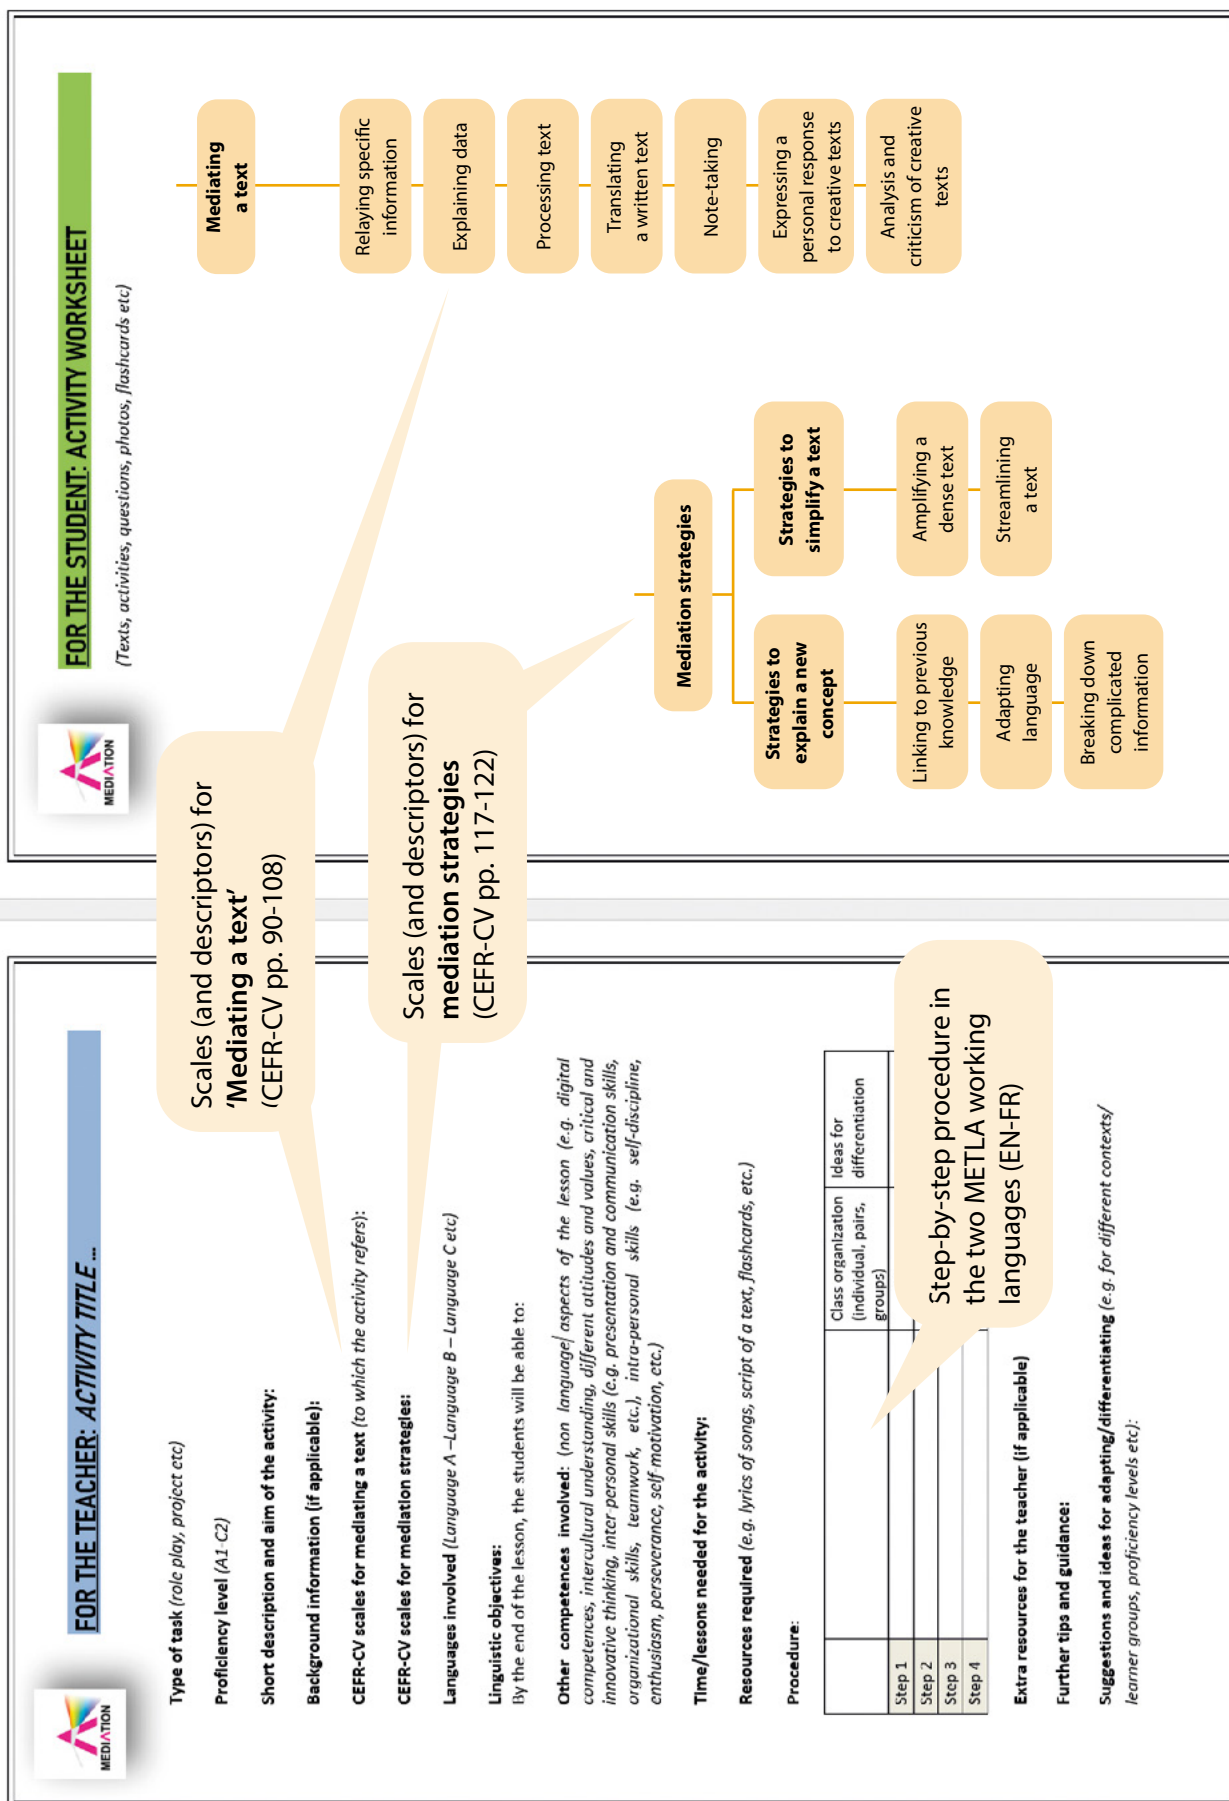 MEDIATION
FOR THE TEACHER: ACTIVITY TITLE ...
Type of task (role play, project etc)
Proficiency level (A1-C2)
Short description and aim of the activity:
Background information (if applicable):
CEFR-CV scales for mediating a text (to which the activity refers):
CEFR-CV scales for mediation strategies:
Languages involved (Language A –Language B – Language C etc)
Linguistic objectives:
By the end of the lesson, the students will be able to:
Other competences involved: (non language/ aspects of the lesson (e.g. digital
competences, intercultural understanding, different attitudes and values, critical and
innovative thinking, inter-personal skills (e.g. presentation and communication skills,
organizational skills, teamwork, etc.), intra-personal skills (e.g. self-discipline,
enthusiasm, perseverance, self-motivation, etc.)
Time/lessons needed for the activity:
Resources required (e.g. lyrics of songs, script of a text, flashcards, etc.)
Procedure:
Class organization
(individual, pairs,
groups)
Ideas for
differentiation
Step 1
Step 2
Step 3
Step 4
Extra resources for the teacher (if applicable)
Further tips and guidance:
Suggestions and ideas for adapting/differentiating (e.g. for different contexts/
learner groups, proficiency levels etc):
Scales (and descriptors) for
‘Mediating a text’
(CEFR-CV pp. 90-108)
Scales (and descriptors) for
mediation strategies
(CEFR-CV pp. 117-122)
Step-by-step procedure in
the two METLA working
languages (EN-FR)
MEDIATION
FOR THE STUDENT: ACTIVITY WORKSHEET
(Texts, activities, questions, photos, flashcards etc)
Mediating
a text
Relaying specific
information
Explaining data
Processing text
Translating
a written text
Note-taking
Expressing a
personal response
to creative texts
Analysis and
criticism of creative
texts
Mediation strategies
Strategies to
explain a new
concept
Linking to previous
knowledge
Adapting
language
Breaking down
complicated
information
Strategies to
simplify a text
Amplifying a
dense text
Streamlining
a text